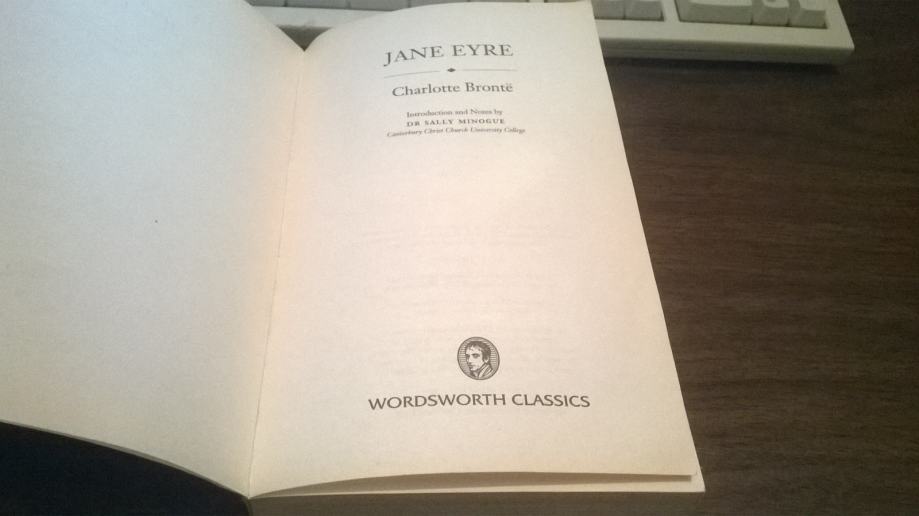 JANE EYRE
Charlotte Brontë
Introduction and Notes by
DR SALLY MINOGUE
Canterbury Christ Church University College
WORDSWORTH CLASSICS